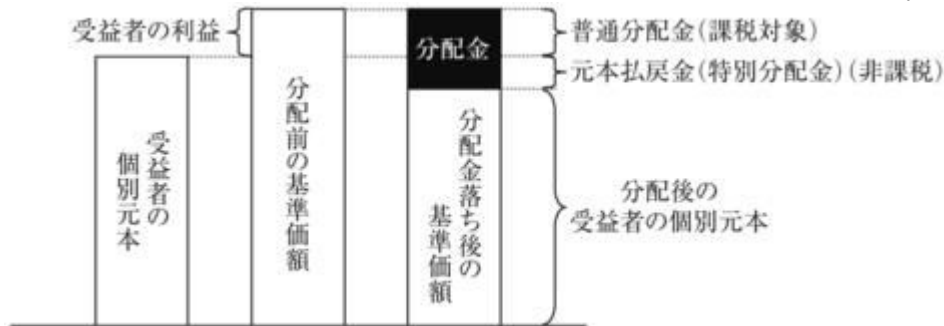 受益者の利益
受益者の
個別元本
分配前の基準価額
分配金
分配金落ち後の
基準価額
普通分配金(課税対象)
元本払戻金(特別分配金)(非課税)
分配後の
受益者の個別元本